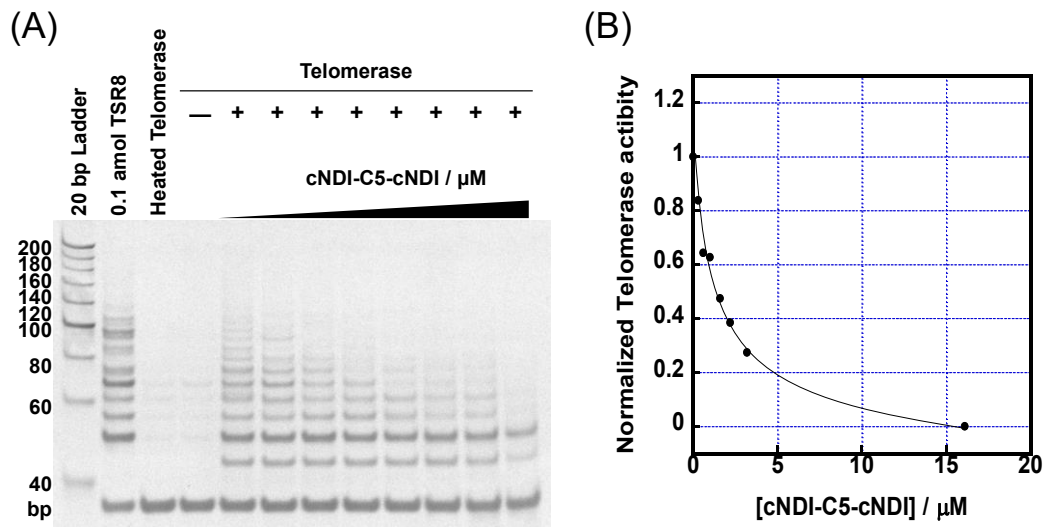 (A)
20 bp Ladder
0.1 amol TSR8
Heated Telomerase
Telomerase
— + + + + + + + +
cNDI-C5-cNDI / µM
200
180
160
140
120
100
80
60
40
bp
(B)
Normalized Telomerase actibity
1.2
1
0.8
0.6
0.4
0.2
0
0 5 10 15 20
[cNDI-C5-cNDI] / µM